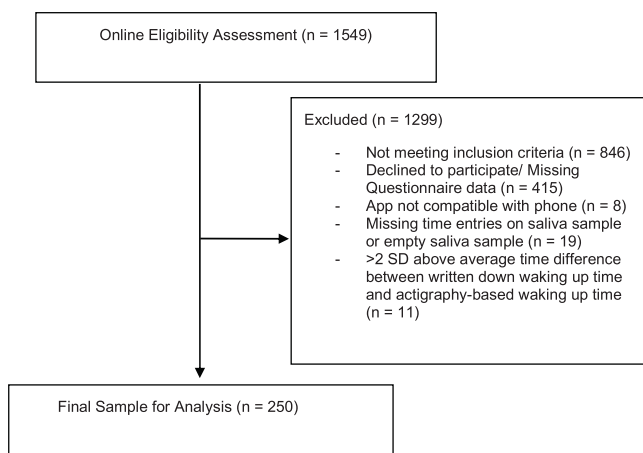 Online Eligibility Assessment (n = 1549)
Excluded (n = 1299)
- Not meeting inclusion criteria (n = 846)
- Declined to participate/ Missing
Questionnaire data (n = 415)
- App not compatible with phone (n = 8)
- Missing time entries on saliva sample
or empty saliva sample (n = 19)
- >2 SD above average time difference
between written down waking up time
and actigraphy-based waking up time
(n = 11)
Final Sample for Analysis (n = 250)